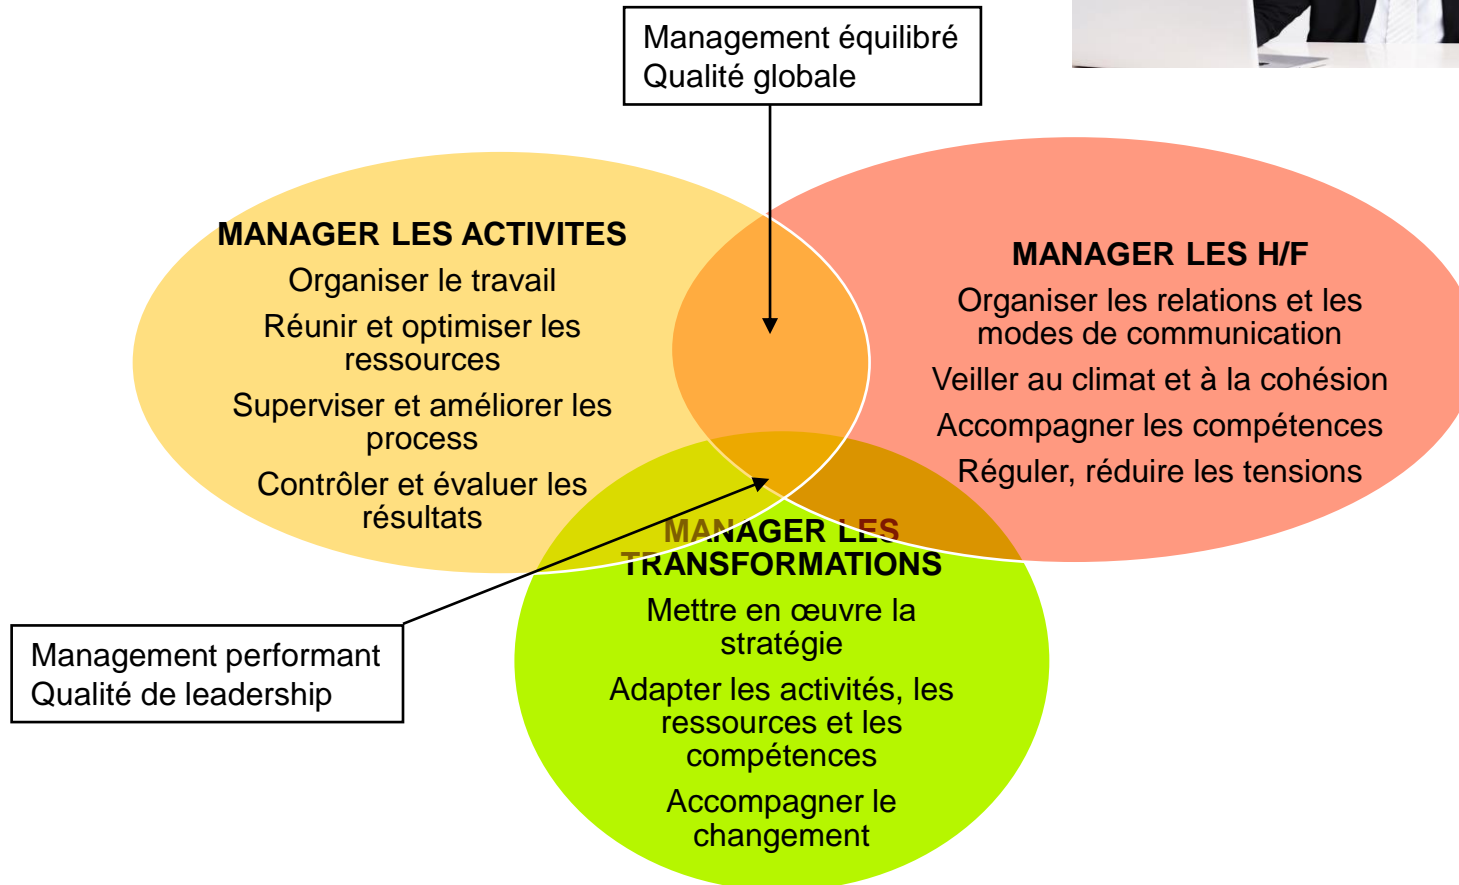 Management équilibré
Qualité globale
MANAGER LES ACTIVITES
Organiser le travail
Réunir et optimiser les
ressources
Superviser et améliorer les
process
Contrôler et évaluer les
résultats
MANAGER LES H/F
Organiser les relations et les
modes de communication
Veiller au climat et à la cohésion
Accompagner les compétences
Réguler, réduire les tensions
MANAGER LES
TRANSFORMATIONS
Mettre en œuvre la
stratégie
Adapter les activités, les
ressources et les
compétences
Accompagner le
changement
Management performant
Qualité de leadership